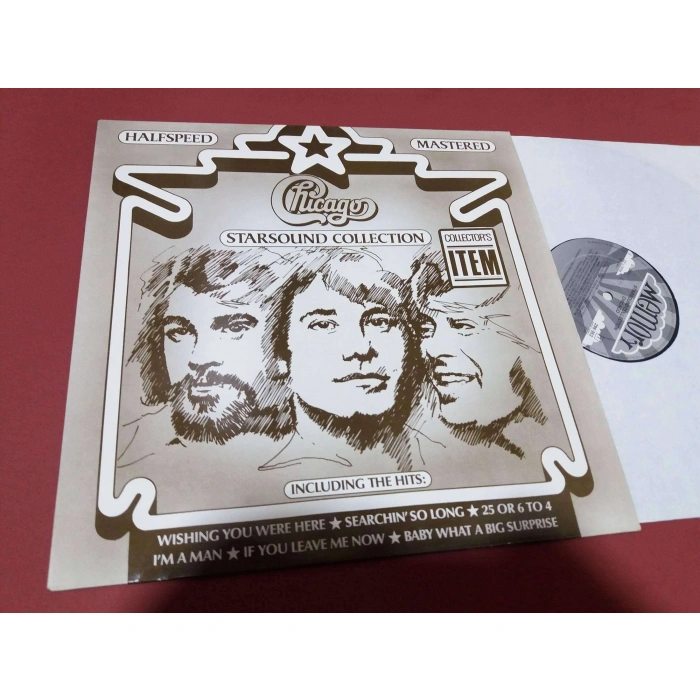 HALFSPEED
MASTERED
Chicago
STARSOUND COLLECTION
COLLECTOR'S
ITEM
INCLUDING THE HITS:
WISHING YOU WERE HERE ★ SEARCHIN' SO LONG ★ 25 OR 6 TO 4
I'M A MAN ★ IF YOU LEAVE ME NOW ★ BABY WHAT A BIG SURPRISE
memory